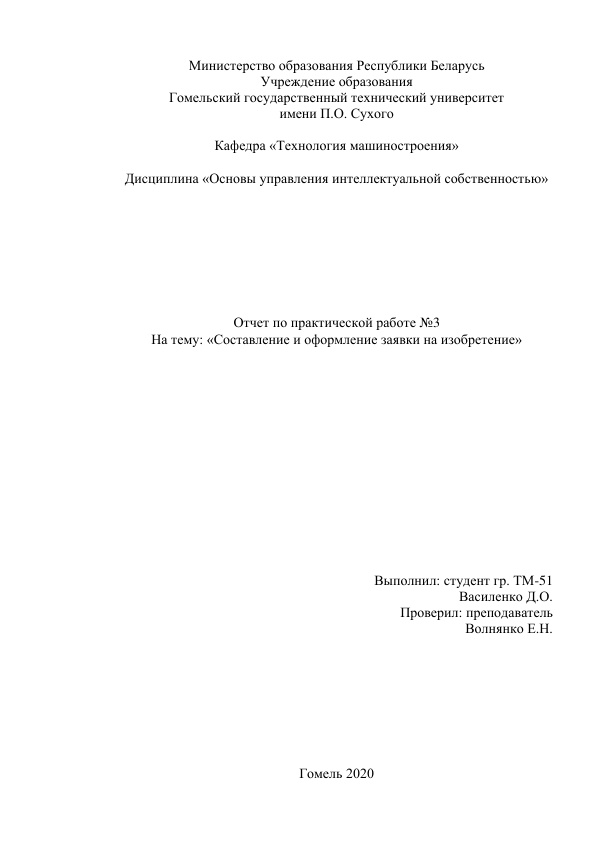 Министерство образования Республики Беларусь
Учреждение образования
Гомельский государственный технический университет
имени П.О. Сухого
Кафедра «Технология машиностроения»
Дисциплина «Основы управления интеллектуальной собственностью»
Отчет по практической работе №3
На тему: «Составление и оформление заявки на изобретение»
Выполнил: студент гр. ТМ-51
Василенко Д.О.
Проверил: преподаватель
Волнянко Е.Н.
Гомель 2020